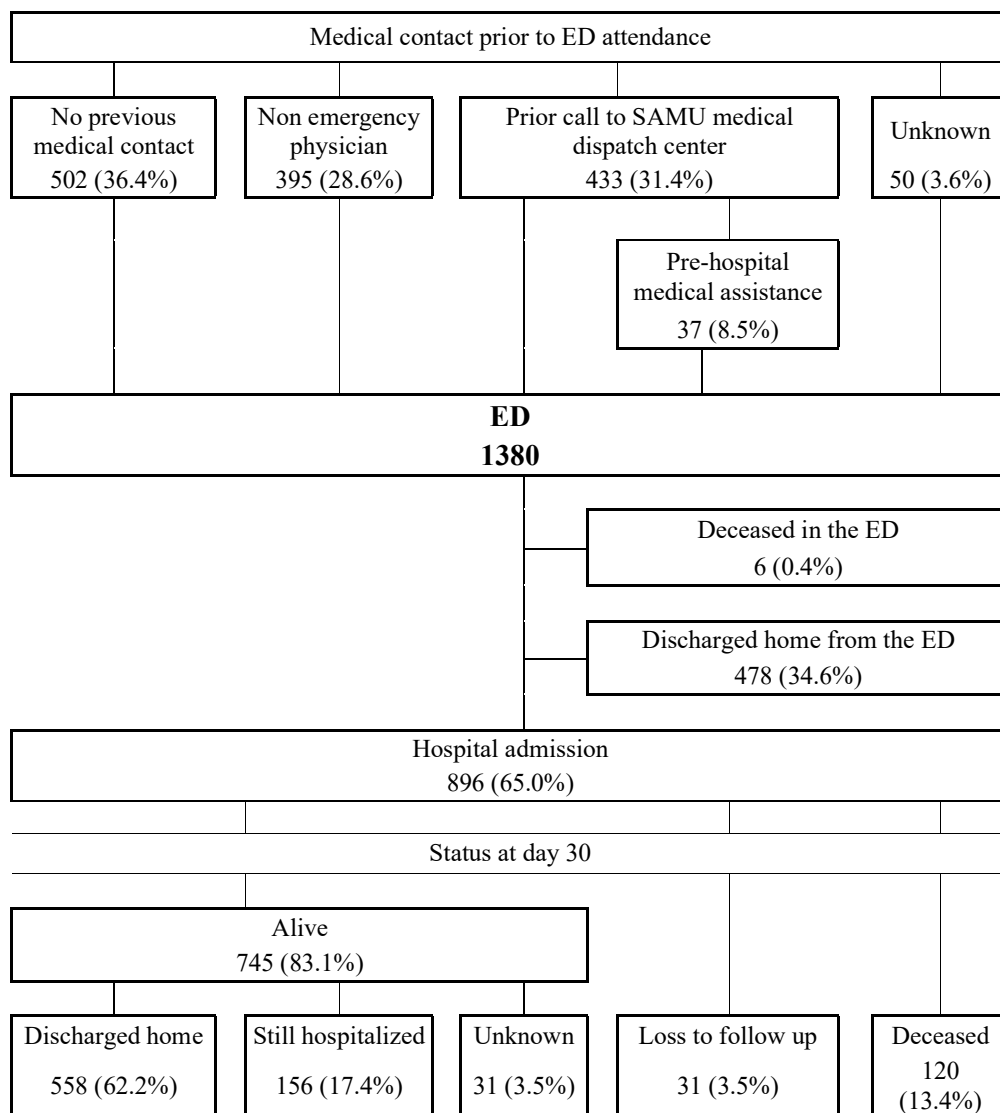 Medical contact prior to ED attendance
No previous
medical contact
502 (36.4%)
Non emergency
physician
395 (28.6%)
Prior call to SAMU medical
dispatch center
433 (31.4%)
Unknown
50 (3.6%)
Pre-hospital
medical assistance
37 (8.5%)
ED
1380
Deceased in the ED
6 (0.4%)
Discharged home from the ED
478 (34.6%)
Hospital admission
896 (65.0%)
Status at day 30
Alive
745 (83.1%)
Discharged home
558 (62.2%)
Still hospitalized
156 (17.4%)
Unknown
31 (3.5%)
Loss to follow up
31 (3.5%)
Deceased
120
(13.4%)